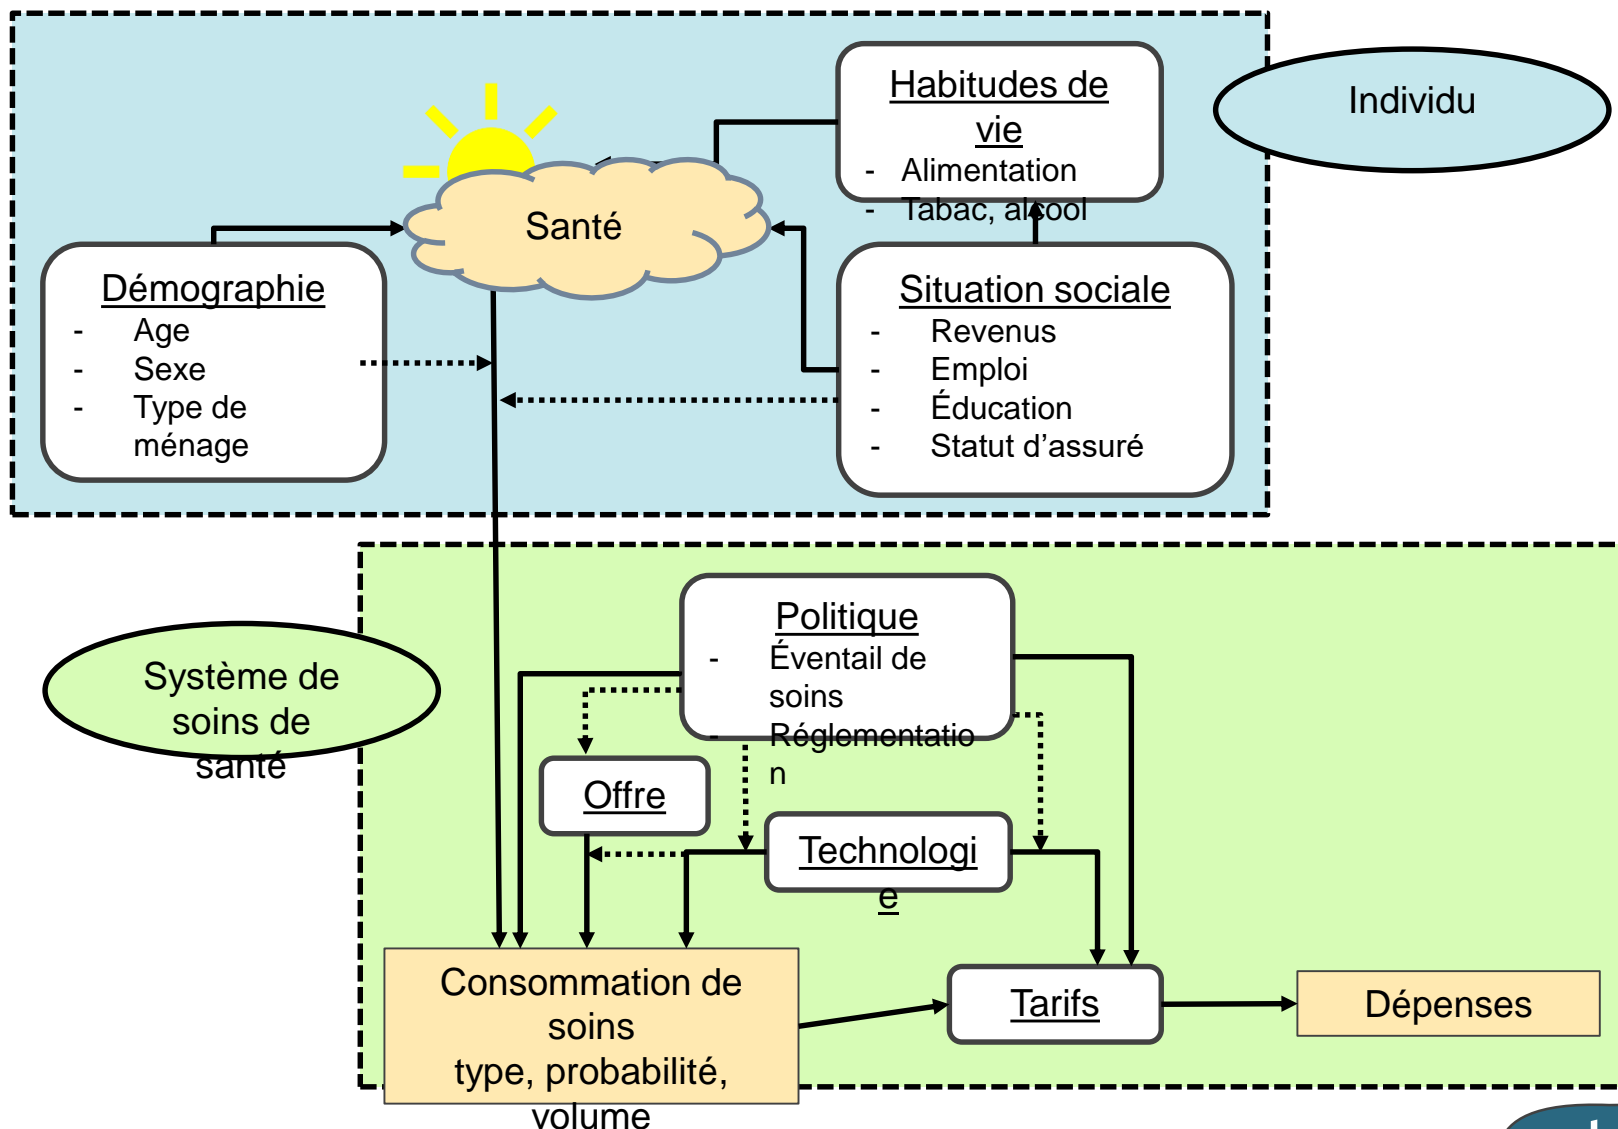 Habitudes de
vie
- Alimentation
- Tabac, alcool
Individu
Santé
Démographie
- Age
- Sexe
- Type de
ménage
Situation sociale
- Revenus
- Emploi
- Éducation
- Statut d’assuré
Système de
soins de
santé
Politique
- Éventail de
soins
- Réglementatio
n
Offre
Technologi
e
Consommation de
soins
type, probabilité,
volume
Tarifs
Dépenses